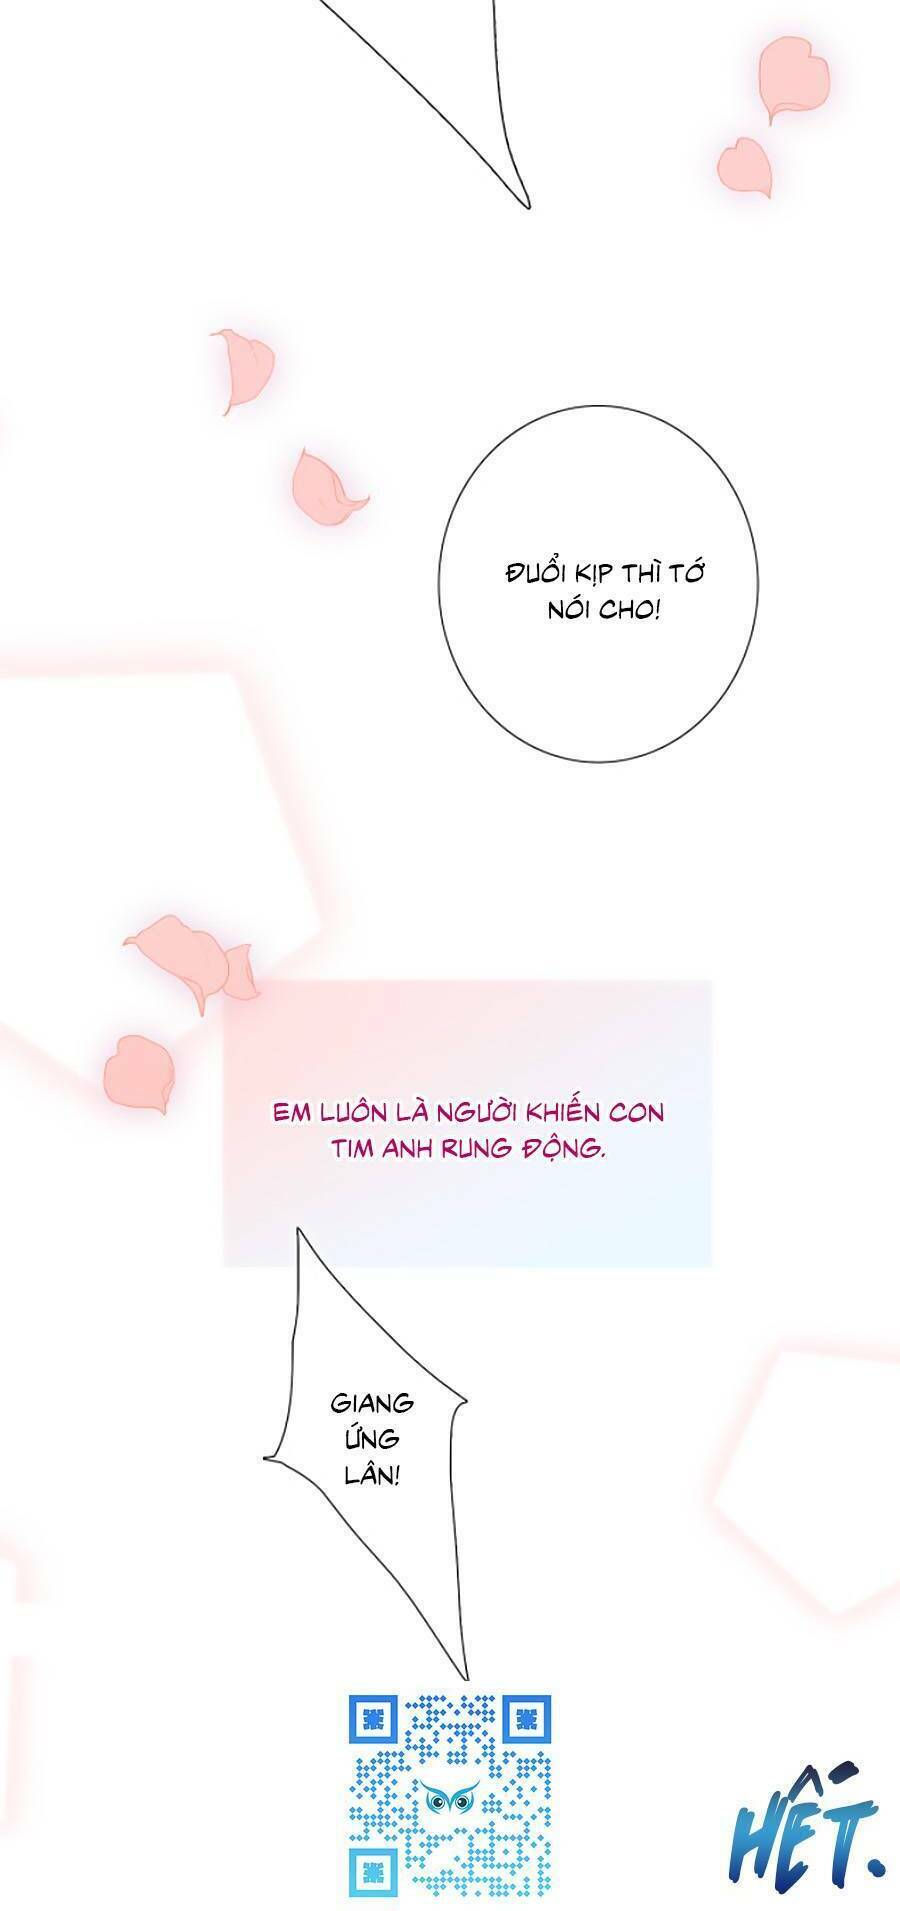 ĐUỔI KỊP THÌ TỚ
NÓI CHO!
EM LUÔN LÀ NGƯỜI KHIẾN CON
TIM ANH RUNG ĐỘNG.
GIANG
ỨNG
LÂN!
HẾT.